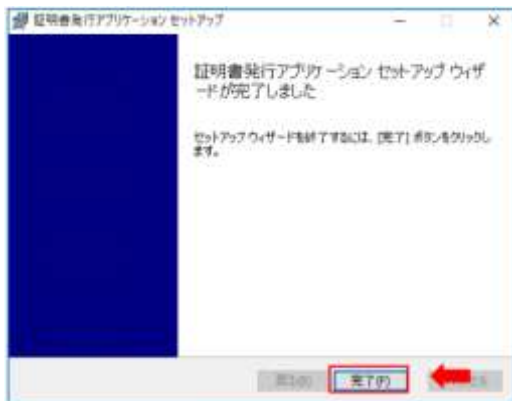 証明書発行アプリケーション セットアップ
証明書発行アプリケーション セットアップ ウィザ
ードが完了しました
セットアップ ウィザードを終了するには、[完了] ボタンをクリックし
ます。
完了(F)